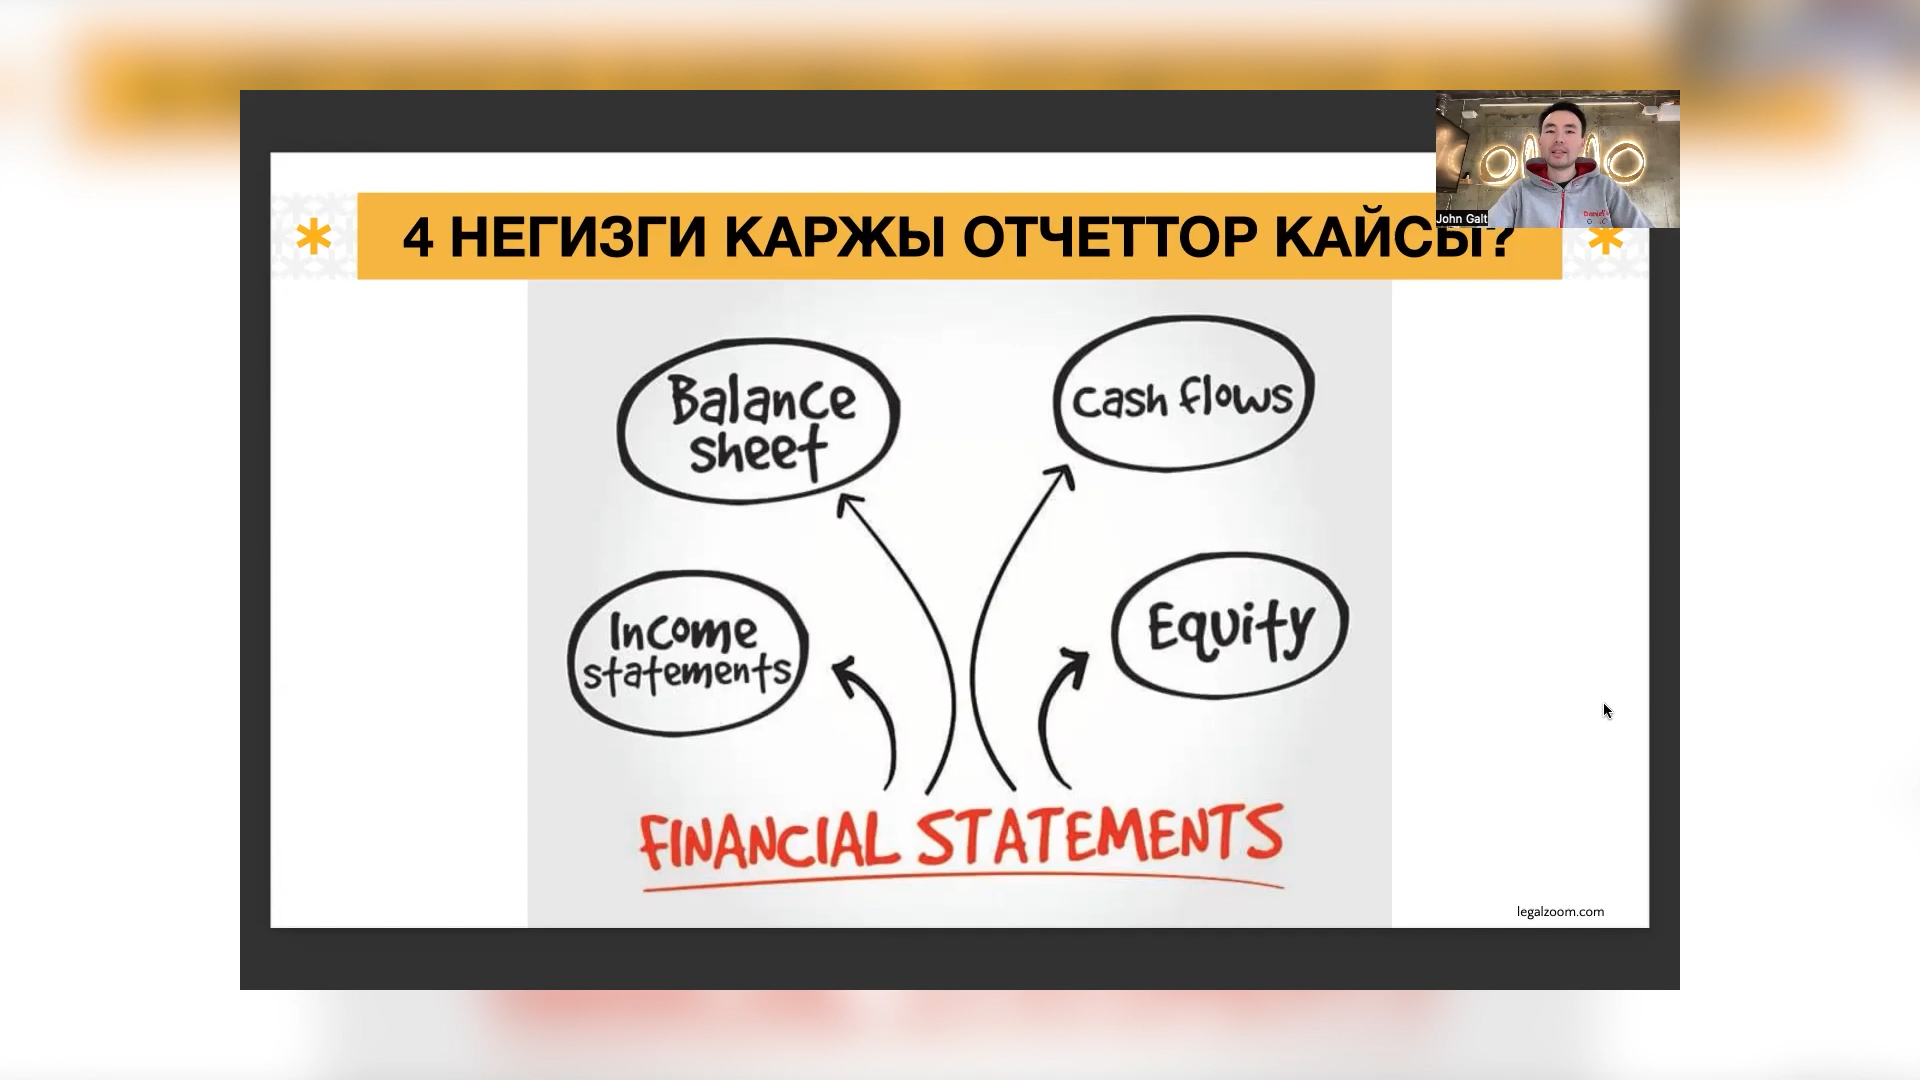 John Galt
4 НЕГИЗГИ КАРЖЫ ОТЧЕТТОР КАЙСЫ?
Balance
sheet
cash flows
Income
statements
Equity
FINANCIAL STATEMENTS
legalzoom.com